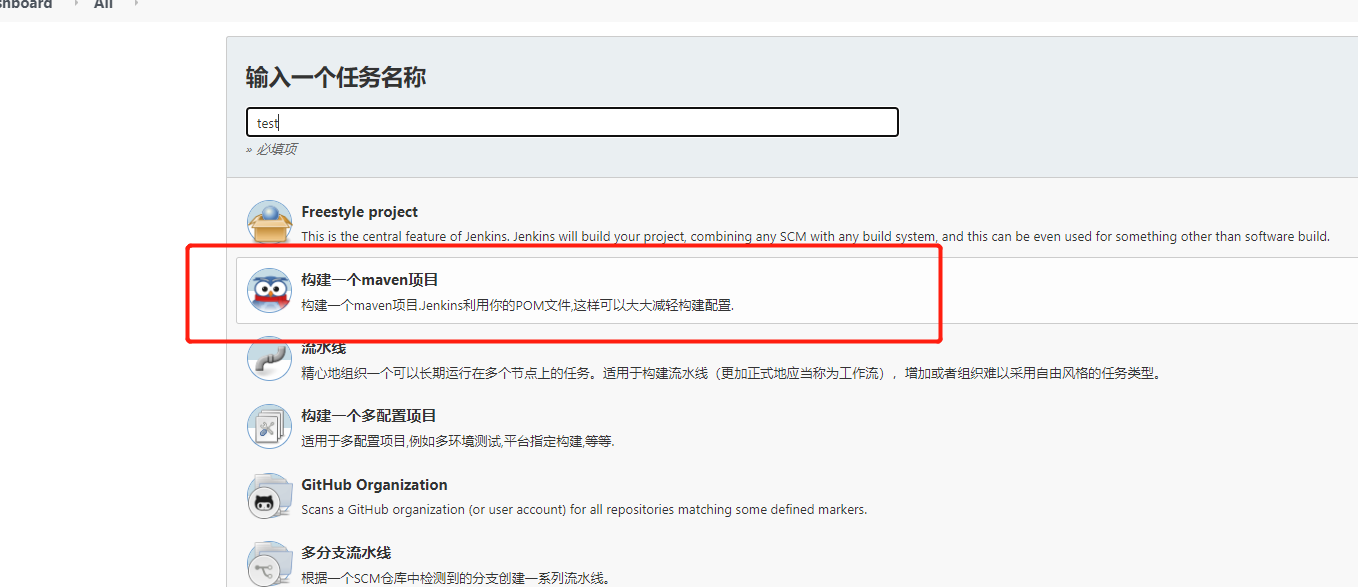 shboard All
输入一个任务名称
test
» 必填项
Freestyle project
This is the central feature of Jenkins. Jenkins will build your project, combining any SCM with any build system, and this can be even used for something other than software build.
构建一个maven项目
构建一个maven项目.Jenkins利用你的POM文件,这样可以大大减轻构建配置.
流水线
精心地组织一个可以长期运行在多个节点上的任务。适用于构建流水线（更加正式地应当称为工作流），增加或者组织难以采用自由风格的任务类型。
构建一个多配置项目
适用于多配置项目,例如多环境测试,平台指定构建,等等.
GitHub Organization
Scans a GitHub organization (or user account) for all repositories matching some defined markers.
多分支流水线
根据一个SCM仓库中检测到的分支创建一系列流水线。